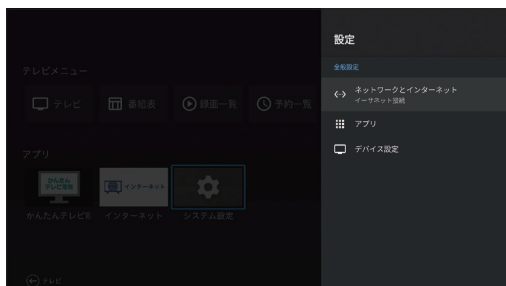 設定
全般設定
ネットワークとインターネット
イーサネット接続
アプリ
デバイス設定
テレビメニュー
テレビ
番組表
録画一覧
予約一覧
アプリ
かんたん
テレビ電話
インターネット
かんたんテレビ電
インターネット
システム設定
テレビ